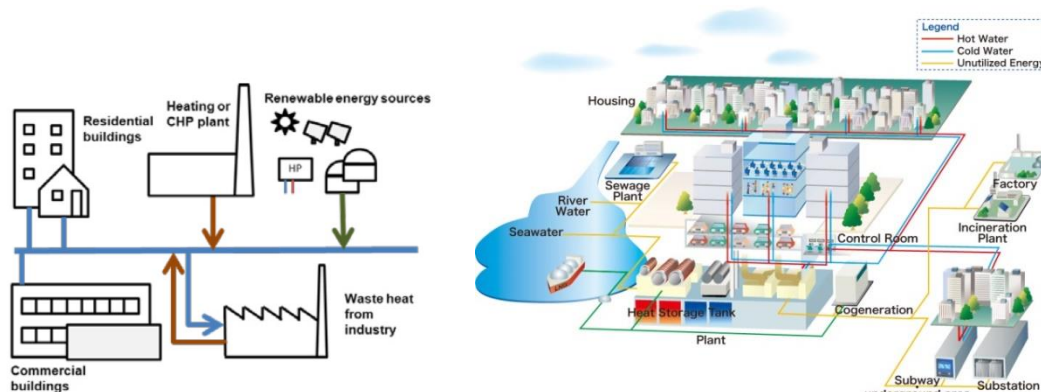 Residential
buildings
Heating or
CHP plant
Renewable energy sources
HP
Waste heat
from
industry
Commercial
buildings
Legend
Hot Water
Cold Water
Unutilized Energy
Housing
Sewage
Plant
River
Water
Seawater
Factory
Incineration
Plant
Control Room
Cogeneration
Heat Storage Tank
Plant
Subway
Substation